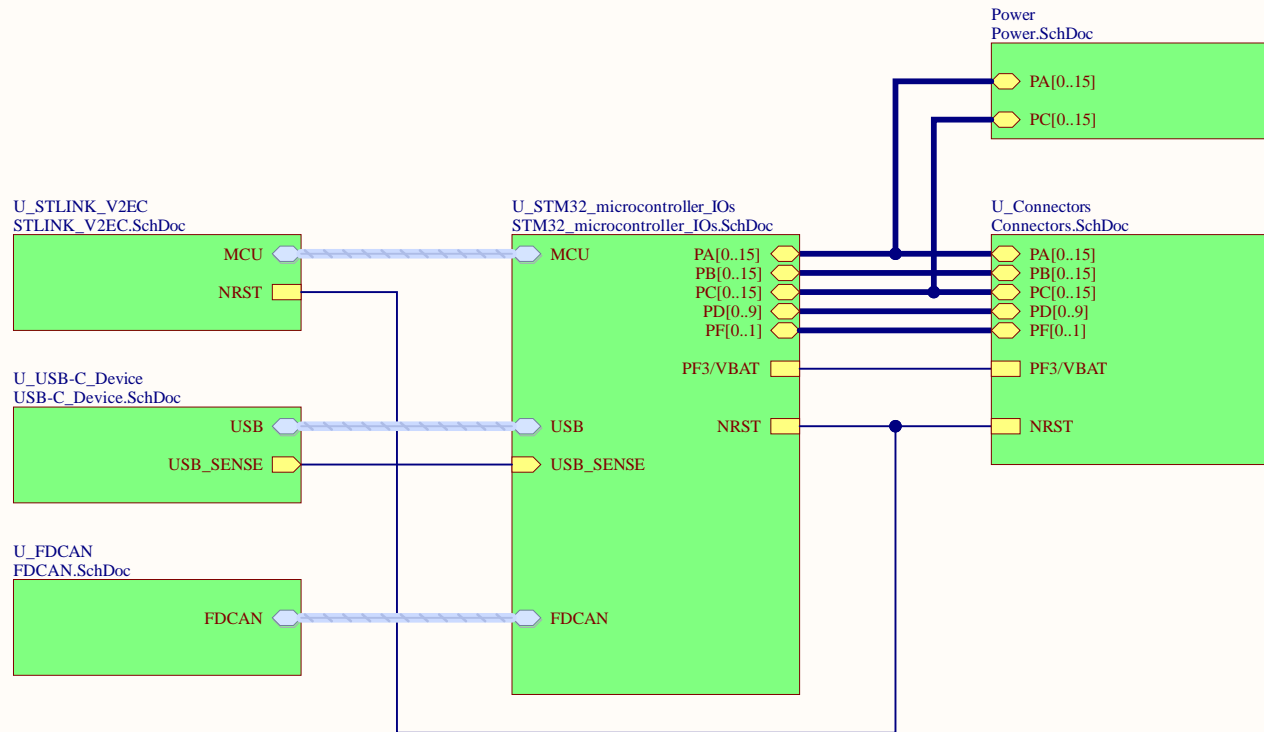 Power
Power.SchDoc
PA[0..15]
PC[0..15]
U_STLINK_V2EC
STLINK_V2EC.SchDoc
MCU
NRST
U_STM32_microcontroller_IOs
STM32_microcontroller_IOs.SchDoc
MCU
PA[0..15]
PB[0..15]
PC[0..15]
PD[0..9]
PF[0..1]
PF3/VBAT
NRST
USB
USB_SENSE
FDCAN
U_Connectors
Connectors.SchDoc
PA[0..15]
PB[0..15]
PC[0..15]
PD[0..9]
PF[0..1]
PF3/VBAT
NRST
U_USB-C_Device
USB-C_Device.SchDoc
USB
USB_SENSE
U_FDCAN
FDCAN.SchDoc
FDCAN